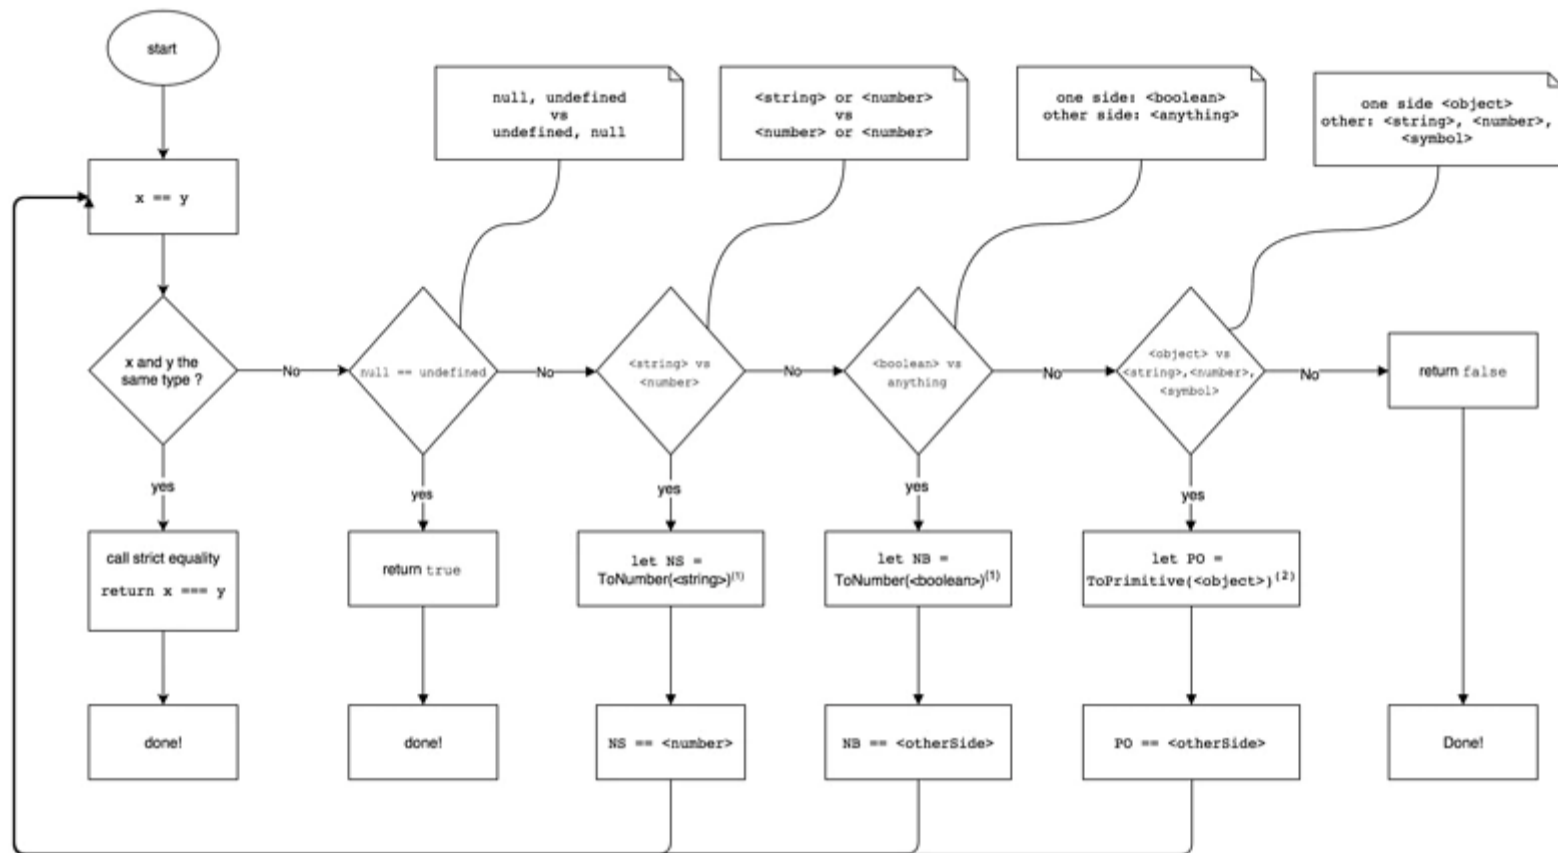 start
null, undefined
vs
undefined, null
<string> or <number>
vs
<number> or <number>
one side: <boolean>
other side: <anything>
one side <object>
other: <string>, <number>,
<symbol>
x == y
x and y the
same type ?
No
null == undefined
No
<string> vs
<number>
No
<boolean> vs
anything
No
<object> vs
<string>,<number>,
<symbol>
No
return false
yes
yes
yes
yes
yes
call strict equality
return x === y
return true
let NS =
ToNumber(<string>)(1)
let NB =
ToNumber(<boolean>)(1)
let PO =
ToPrimitive(<object>)(2)
done!
done!
NS == <number>
NB == <otherSide>
PO == <otherSide>
Done!